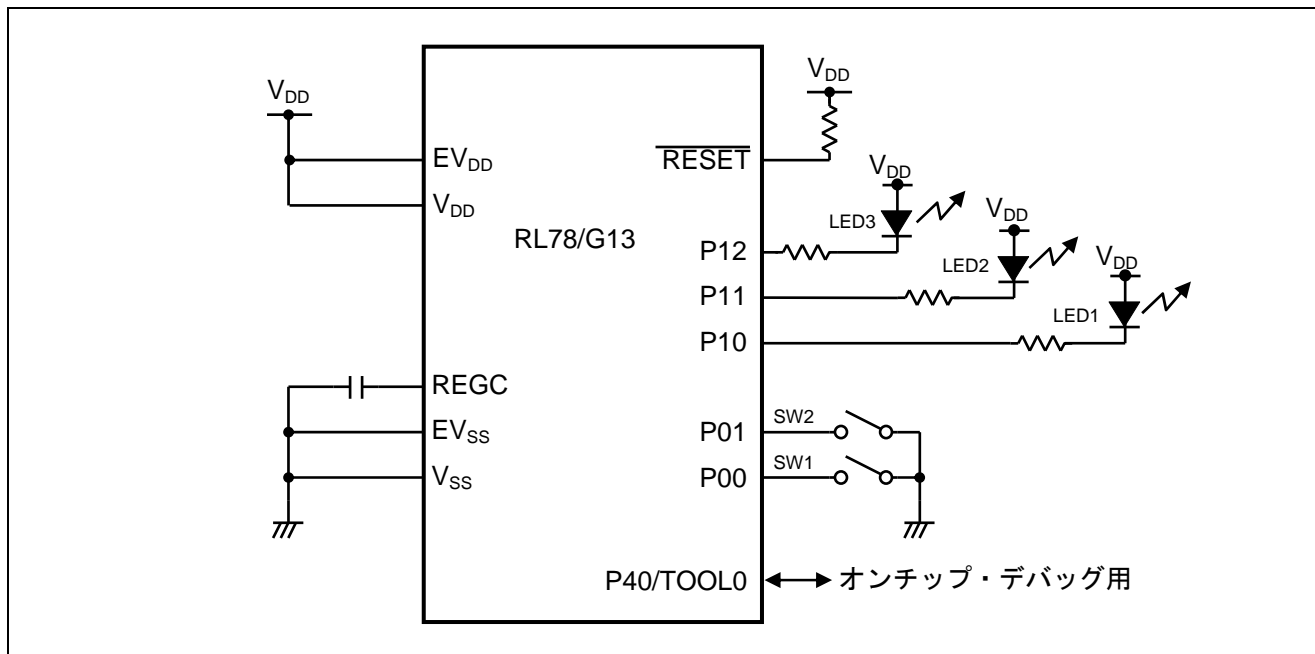 VDD
EVDD
VDD
RL78/G13
REGC
EVSS
VSS
VDD
RESET
VDD
LED3
P12
VDD
LED2
P11
VDD
LED1
P10
P01
SW2
P00
SW1
P40/TOOL0
オンチップ・デバッグ用